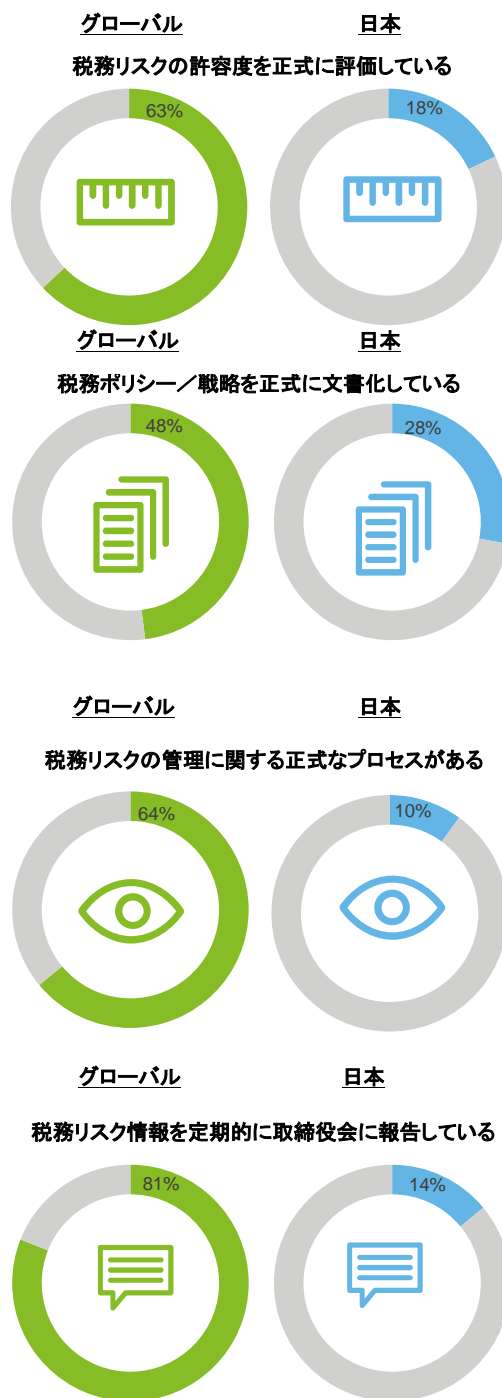 グローバル 日本
税務リスクの許容度を正式に評価している
63% 18%
グローバル 日本
税務ポリシー／戦略を正式に文書化している
48% 28%
グローバル 日本
税務リスクの管理に関する正式なプロセスがある
64% 10%
グローバル 日本
税務リスク情報を定期的に取締役会に報告している
81% 14%